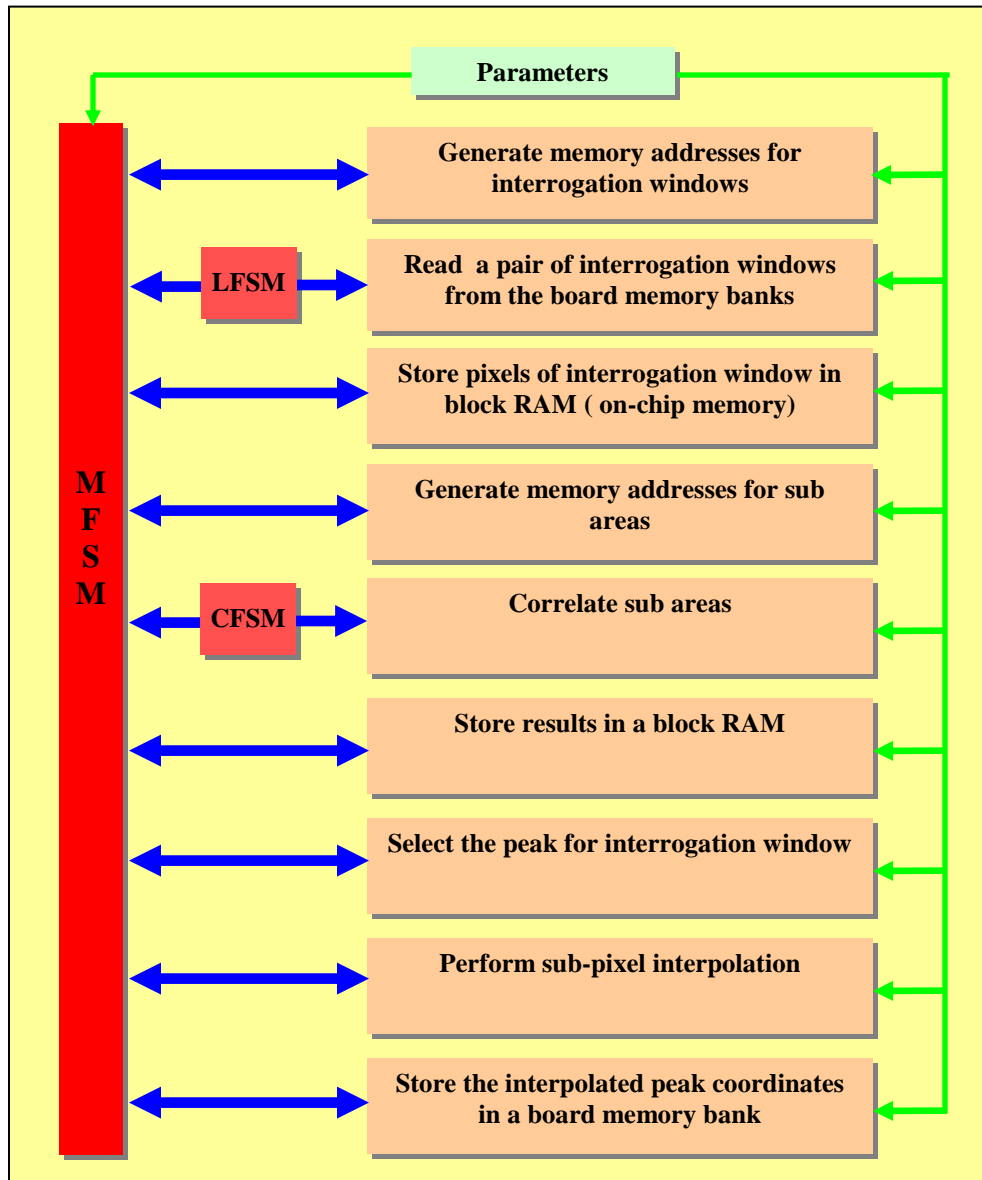 Parameters
Generate memory addresses for
interrogation windows
LFSM
Read a pair of interrogation windows
from the board memory banks
Store pixels of interrogation window in
block RAM ( on-chip memory)
M
F
S
M
Generate memory addresses for sub
areas
CFSM
Correlate sub areas
Store results in a block RAM
Select the peak for interrogation window
Perform sub-pixel interpolation
Store the interpolated peak coordinates
in a board memory bank